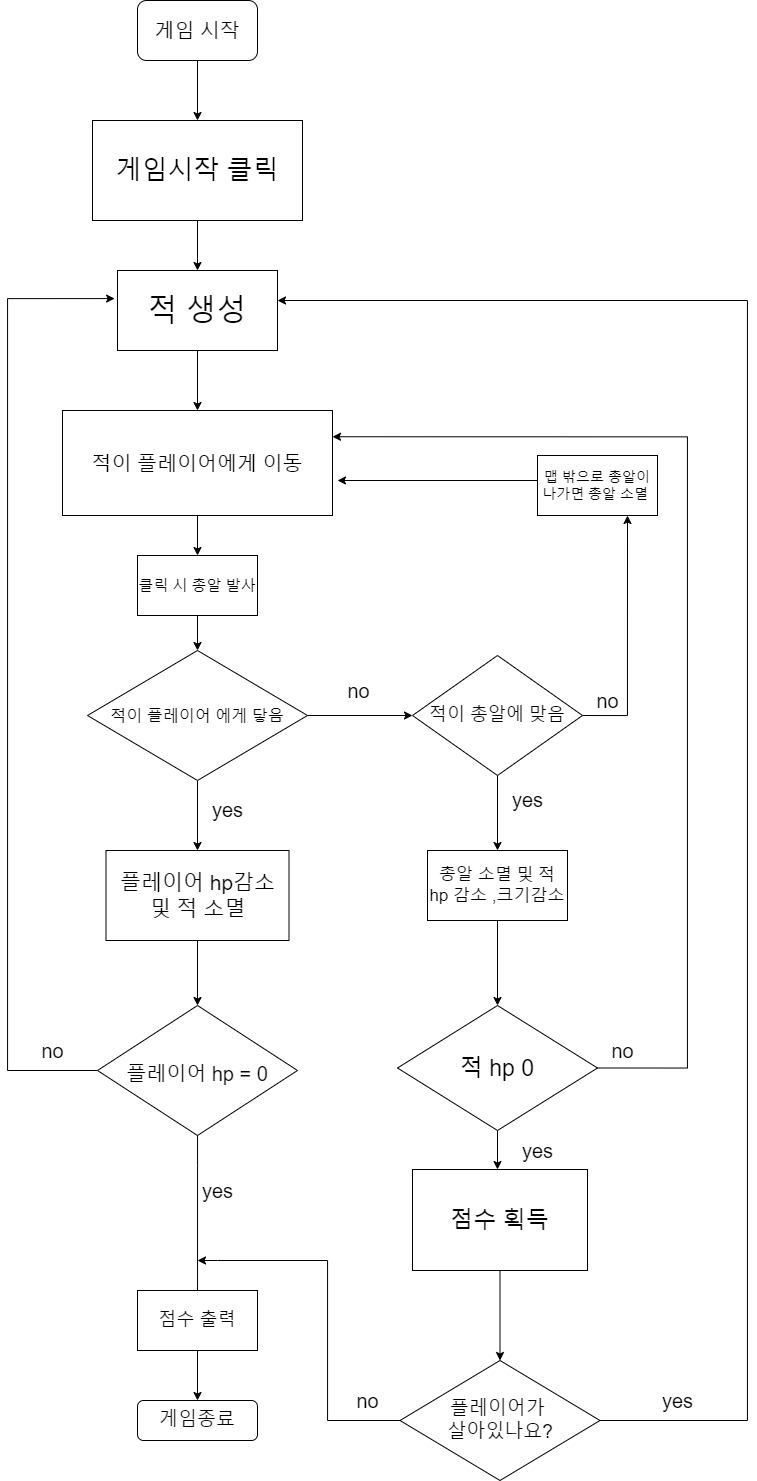 게임 시작
게임시작 클릭
적 생성
적이 플레이어에게 이동
맵 밖으로 총알이
나가면 총알 소멸
클릭 시 총알 발사
적이 플레이어 에게 닿음
no
적이 총알에 맞음
no
yes
yes
플레이어 hp감소
및 적 소멸
총알 소멸 및 적
hp 감소 ,크기감소
no
플레이어 hp = 0
적 hp 0
no
yes
yes
점수 획득
점수 출력
게임종료
no
플레이어가
살아있나요?
yes